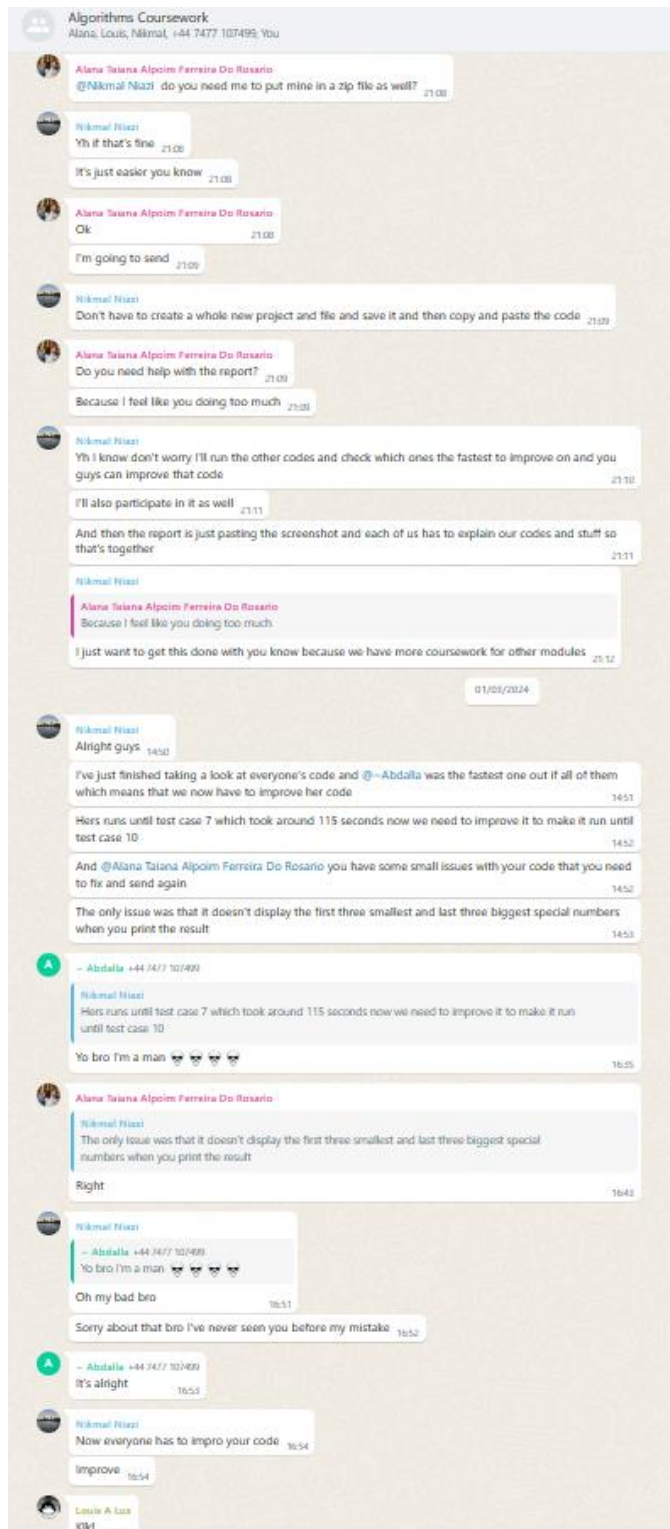 Algorithms Coursework
Alana, Louis, Nikmal, +44 7477 107499, You
Alana Taiana Alpoim Ferreira Do Rosario
@Nikmal Niazi do you need me to put mine in a zip file as well? 21:08
Nikmal Niazi
Yh if that's fine 21:08
It's just easier you know 21:08
Alana Taiana Alpoim Ferreira Do Rosario
Ok 21:08
I'm going to send 21:09
Nikmal Niazi
Don't have to create a whole new project and file and save it and then copy and paste the code 21:09
Alana Taiana Alpoim Ferreira Do Rosario
Do you need help with the report? 21:09
Because I feel like you doing too much 21:09
Nikmal Niazi
Yh I know don't worry I'll run the other codes and check which ones the fastest to improve on and you
guys can improve that code 21:10
I'll also participate in it as well 21:11
And then the report is just pasting the screenshot and each of us has to explain our codes and stuff so
that's together 21:11
Nikmal Niazi
Alana Taiana Alpoim Ferreira Do Rosario
Because I feel like you doing too much
I just want to get this done with you know because we have more coursework for other modules 21:12
01/03/2024
Nikmal Niazi
Alright guys 14:50
I've just finished taking a look at everyone's code and @~Abdalla was the fastest one out if all of them
which means that we now have to improve her code 14:51
Hers runs until test case 7 which took around 115 seconds now we need to improve it to make it run until
test case 10 14:52
And @Alana Taiana Alpoim Ferreira Do Rosario you have some small issues with your code that you need
to fix and send again 14:52
The only issue was that it doesn't display the first three smallest and last three biggest special numbers
when you print the result 14:53
A
~ Abdalla +44 7477 107499
Nikmal Niazi
Hers runs until test case 7 which took around 115 seconds now we need to improve it to make it run
until test case 10
Yo bro I'm a man 💀 💀 💀 💀 16:35
Alana Taiana Alpoim Ferreira Do Rosario
Nikmal Niazi
The only issue was that it doesn't display the first three smallest and last three biggest special
numbers when you print the result
Right 16:43
Nikmal Niazi
~ Abdalla +44 7477 107499
Yo bro I'm a man 💀 💀 💀 💀
Oh my bad bro 16:51
Sorry about that bro I've never seen you before my mistake 16:52
A
~ Abdalla +44 7477 107499
It's alright 16:53
Nikmal Niazi
Now everyone has to impro your code 16:54
Improve 16:54
Louis A Lux